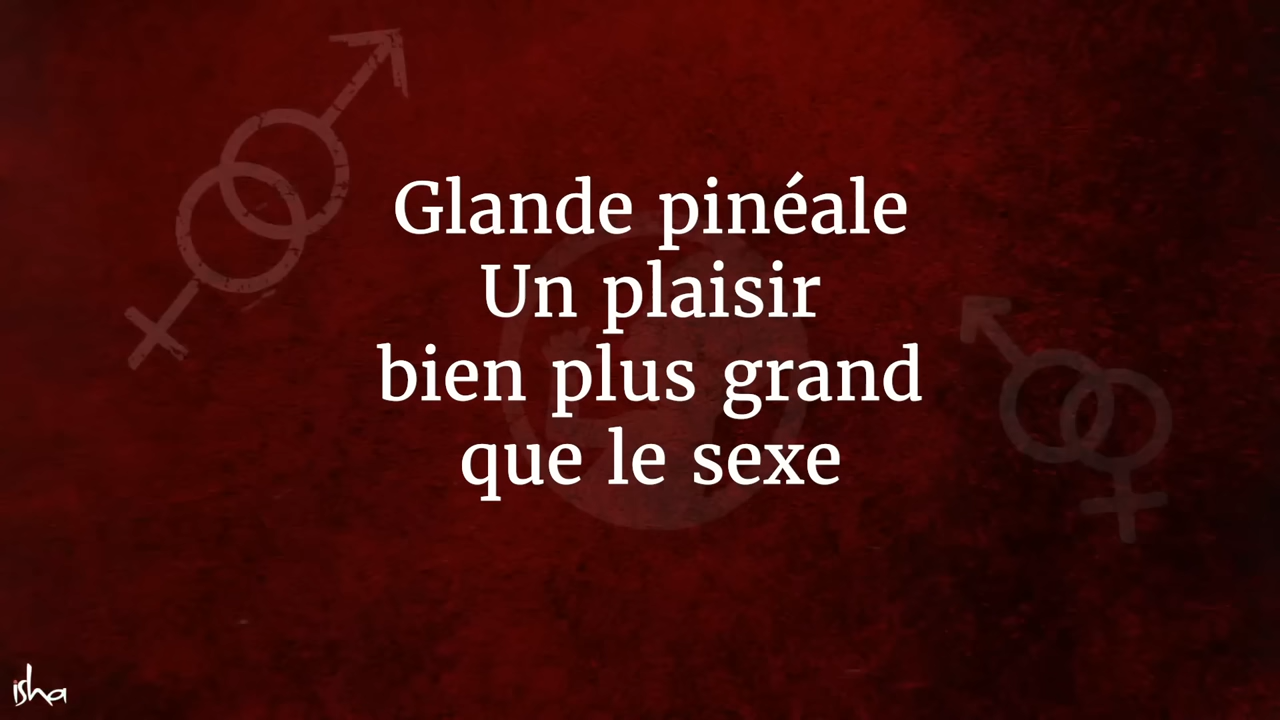 Glande pinéale
Un plaisir
bien plus grand
que le sexe
isha